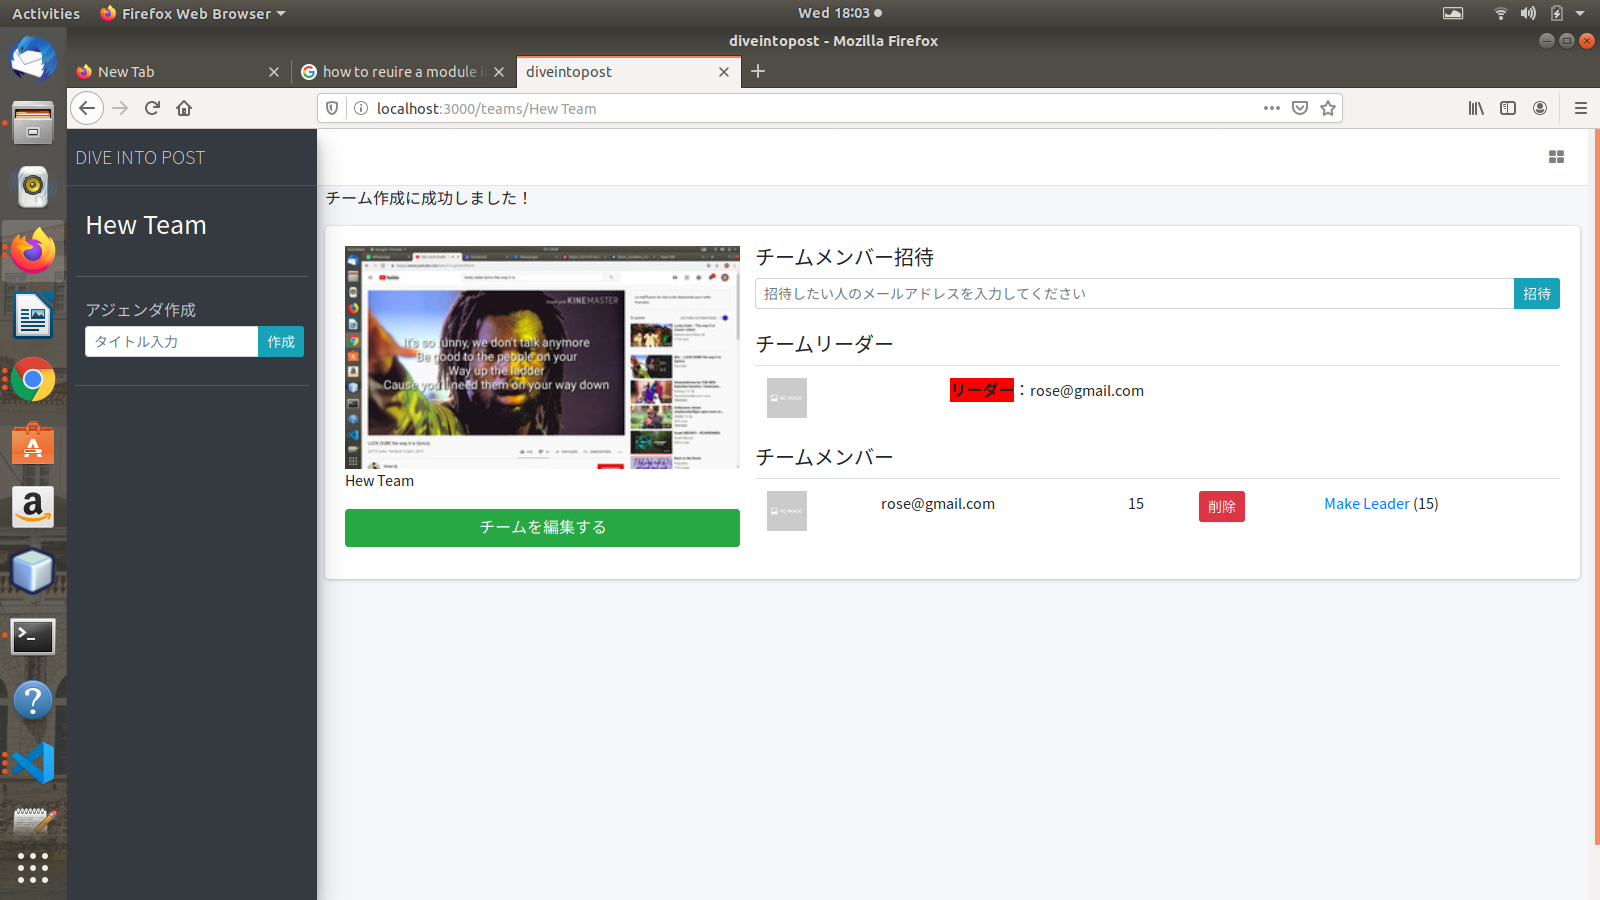 Activities
Firefox Web Browser
Wed 18:03
diveintopost - Mozilla Firefox
New Tab
how to reuire a module i
diveintopost
localhost:3000/teams/Hew Team
DIVE INTO POST
Hew Team
アジェンダ作成
タイトル入力
作成
チーム作成に成功しました！
KINEMASTER
It's so funny, we don't talk anymore
Be good to the people on your
Way up the ladder
Cause you'll need them on your way down
Hew Team
チームを編集する
チームメンバー招待
招待したい人のメールアドレスを入力してください
招待
チームリーダー
NO IMAGE
リーダー：rose@gmail.com
チームメンバー
NO IMAGE
rose@gmail.com
15
削除
Make Leader (15)